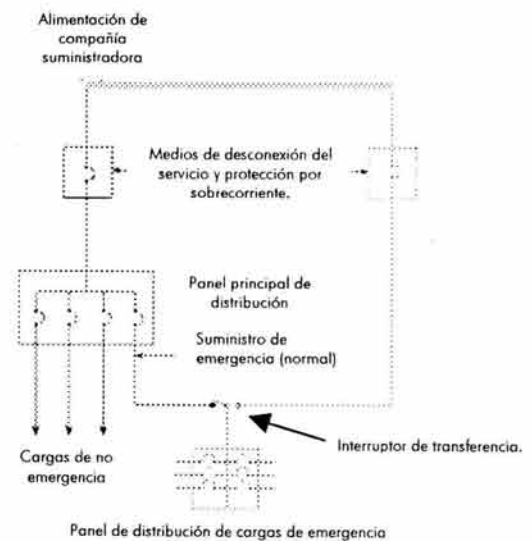 Alimentación de
compañía
suministradora
Medios de desconexión del
servicio y protección por
sobrecorriente.
Panel principal de
distribución
Suministro de
emergencia (normal)
Interruptor de transferencia.
Cargas de no
emergencia
Panel de distribución de cargas de emergencia